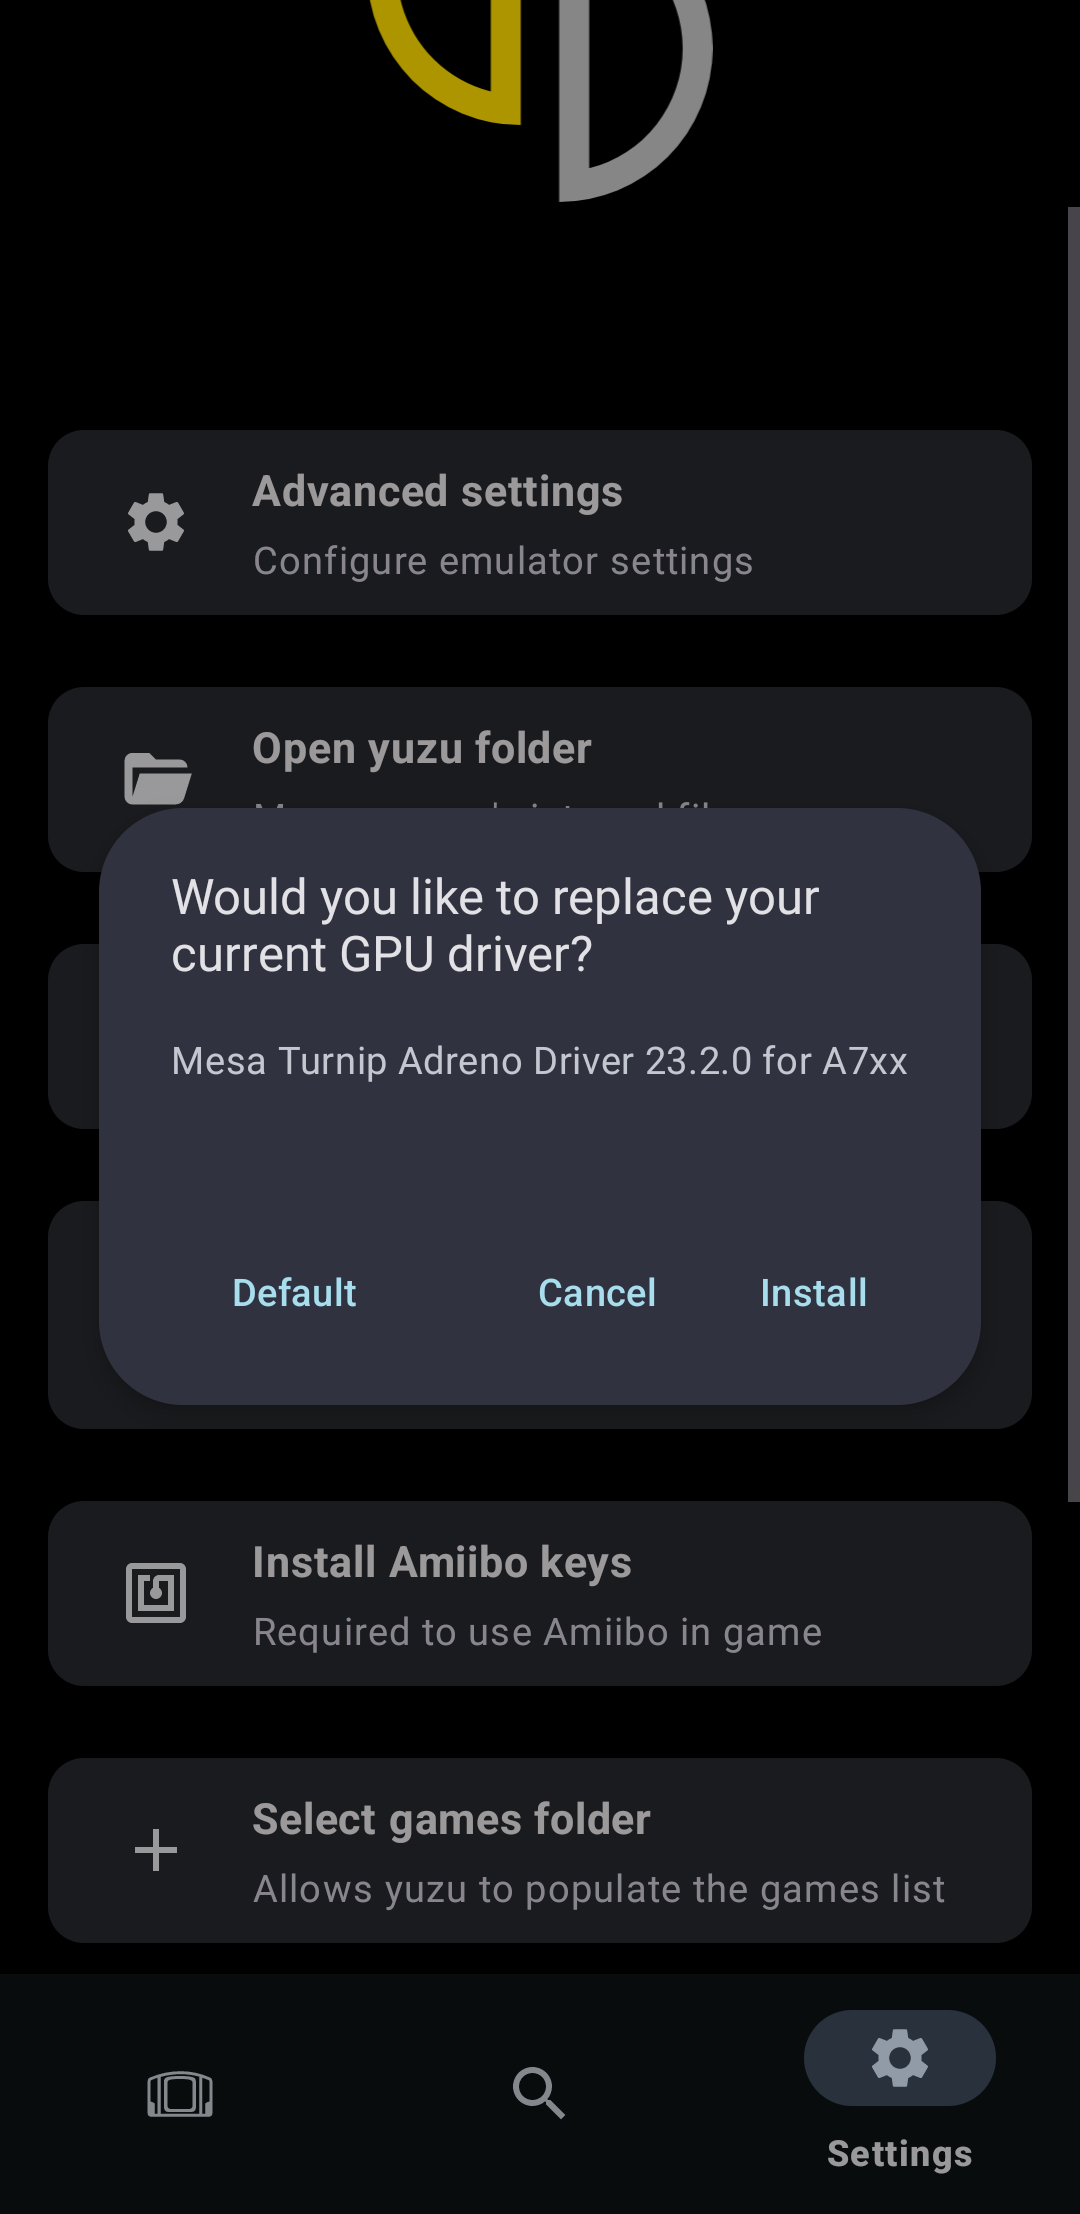 Advanced settings
Configure emulator settings
Open yuzu folder
Would you like to replace your
current GPU driver?
Mesa Turnip Adreno Driver 23.2.0 for A7xx
Default
Cancel
Install
Install Amiibo keys
Required to use Amiibo in game
Select games folder
Allows yuzu to populate the games list
Settings